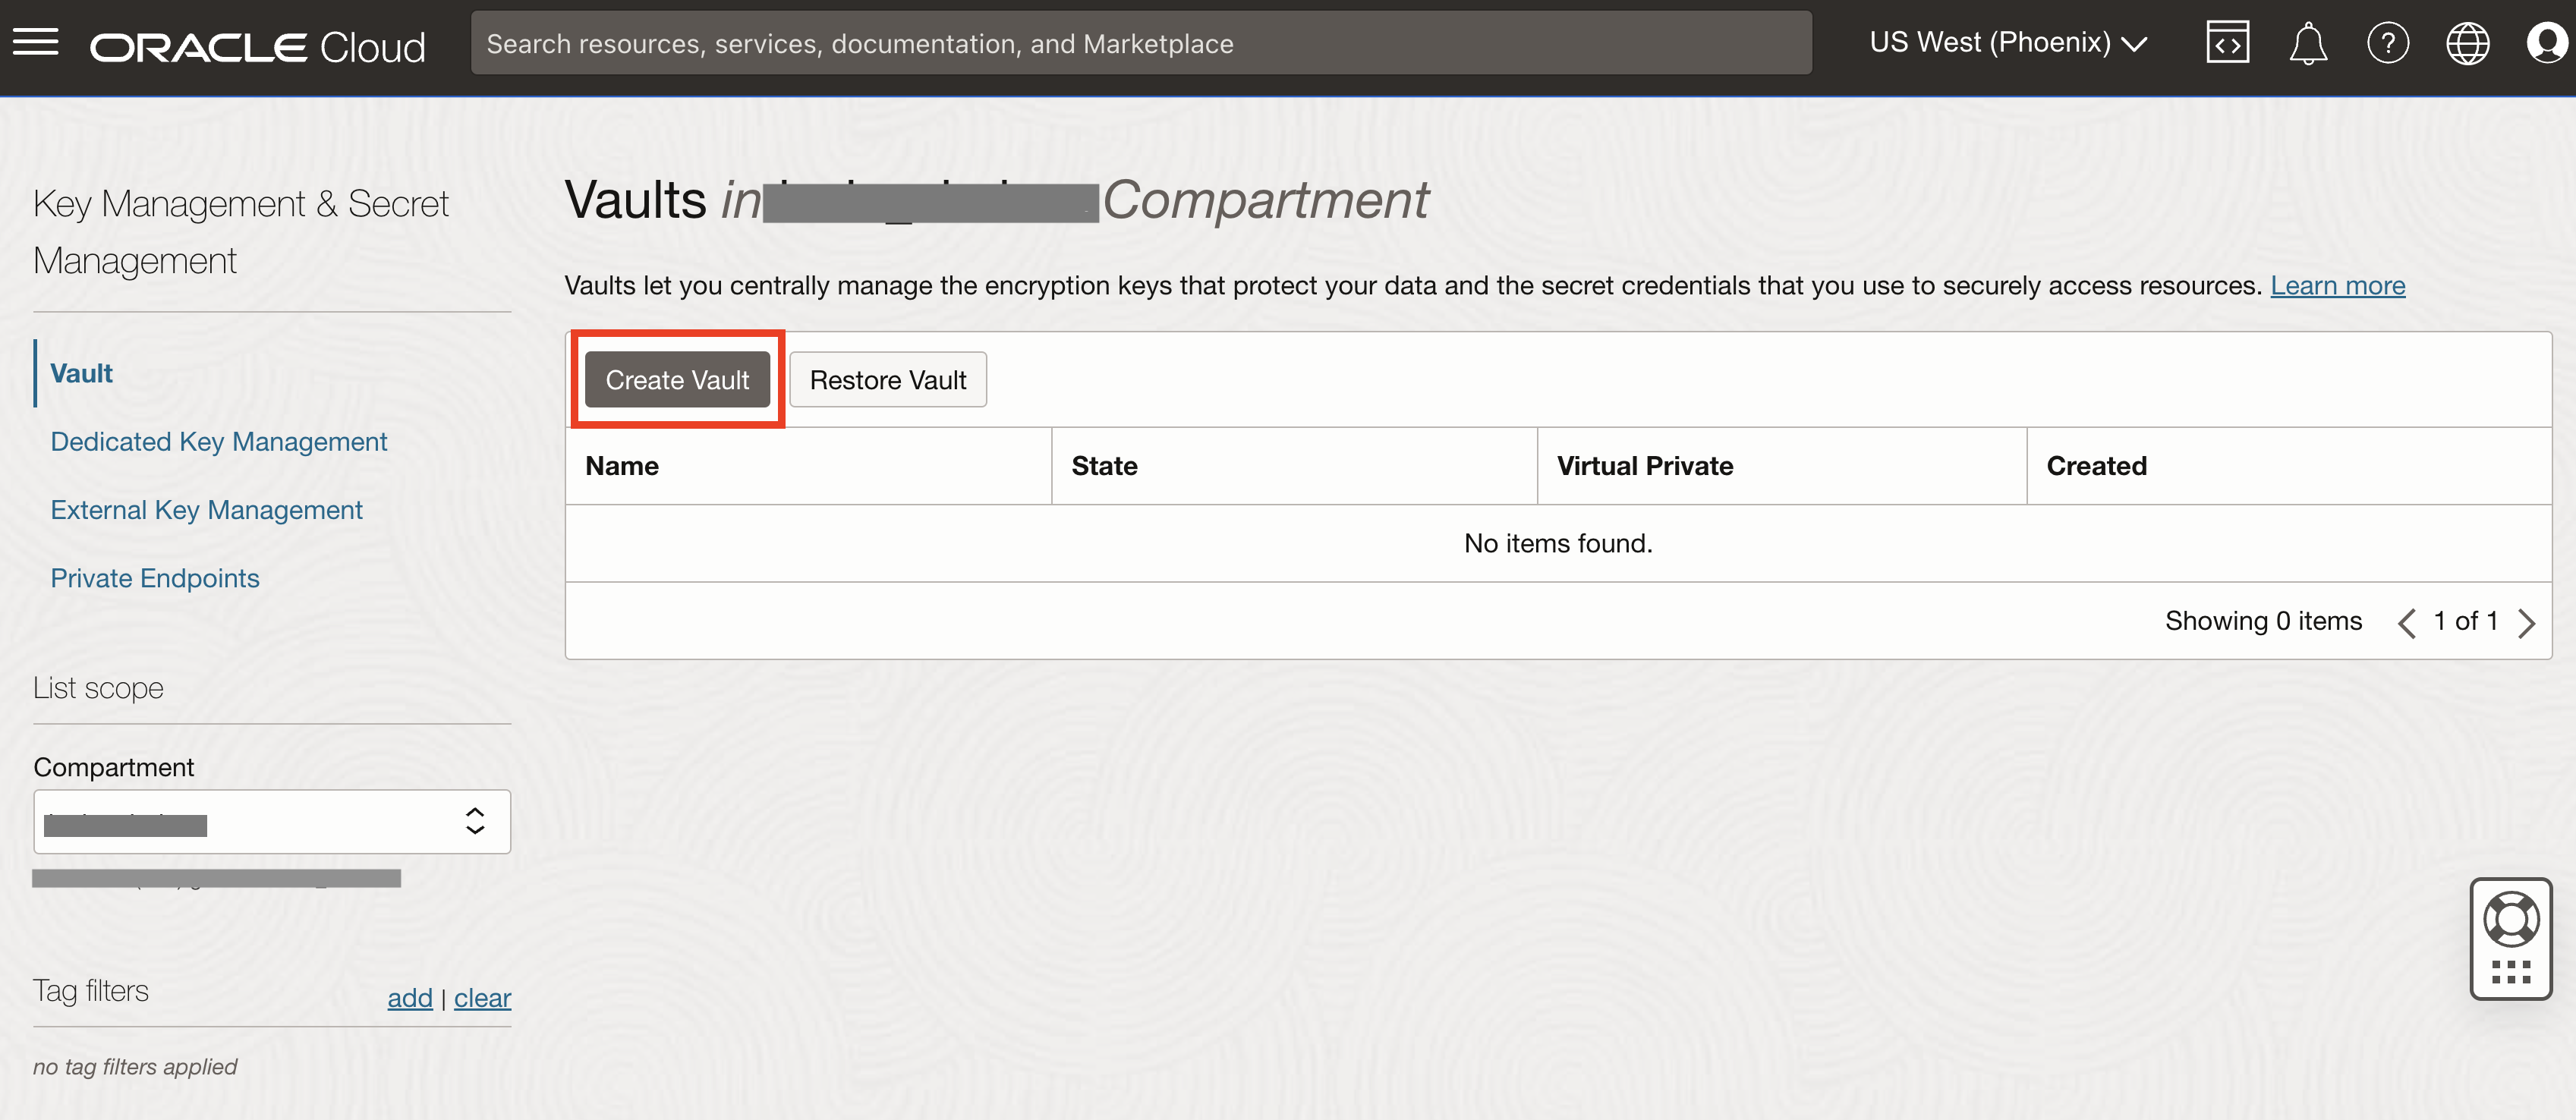 ORACLE Cloud
Search resources, services, documentation, and Marketplace
US West (Phoenix)
Key Management & Secret
Management
Vault
Dedicated Key Management
External Key Management
Private Endpoints
List scope
Compartment
Tag filters
add | clear
no tag filters applied
Vaults in Compartment
Vaults let you centrally manage the encryption keys that protect your data and the secret credentials that you use to securely access resources. Learn more
Create Vault Restore Vault
Name State Virtual Private Created
No items found.
Showing 0 items 1 of 1